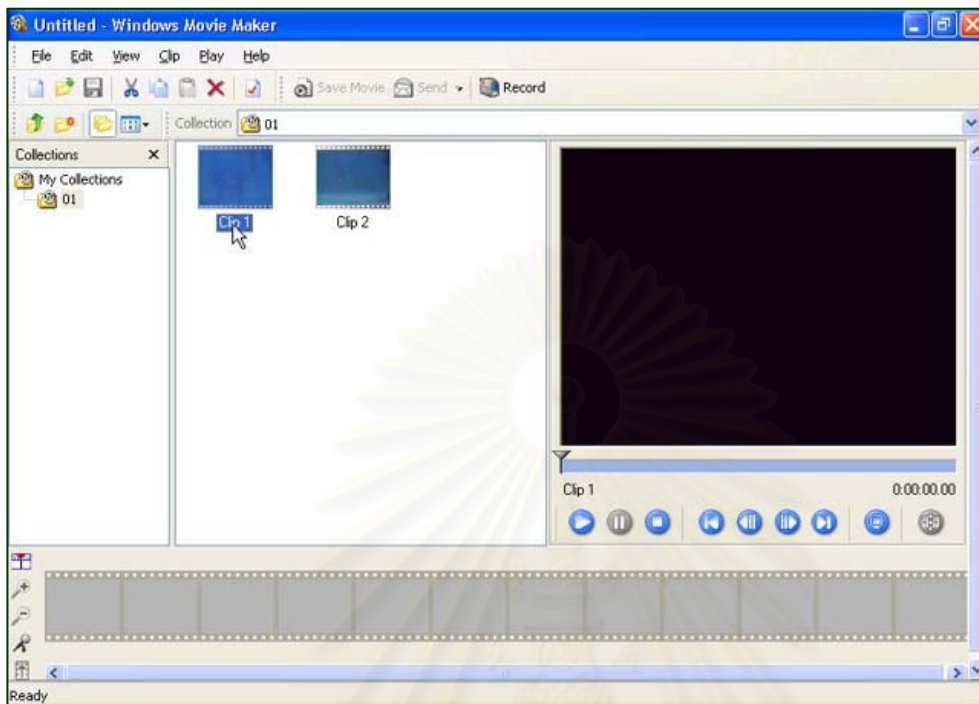 Untitled - Windows Movie Maker
File Edit View Clip Play Help
Save Movie Send Record
Collection 01
Collections
My Collections
01
Clip 1
Clip 2
Clip 1 0:00:00.00
Ready